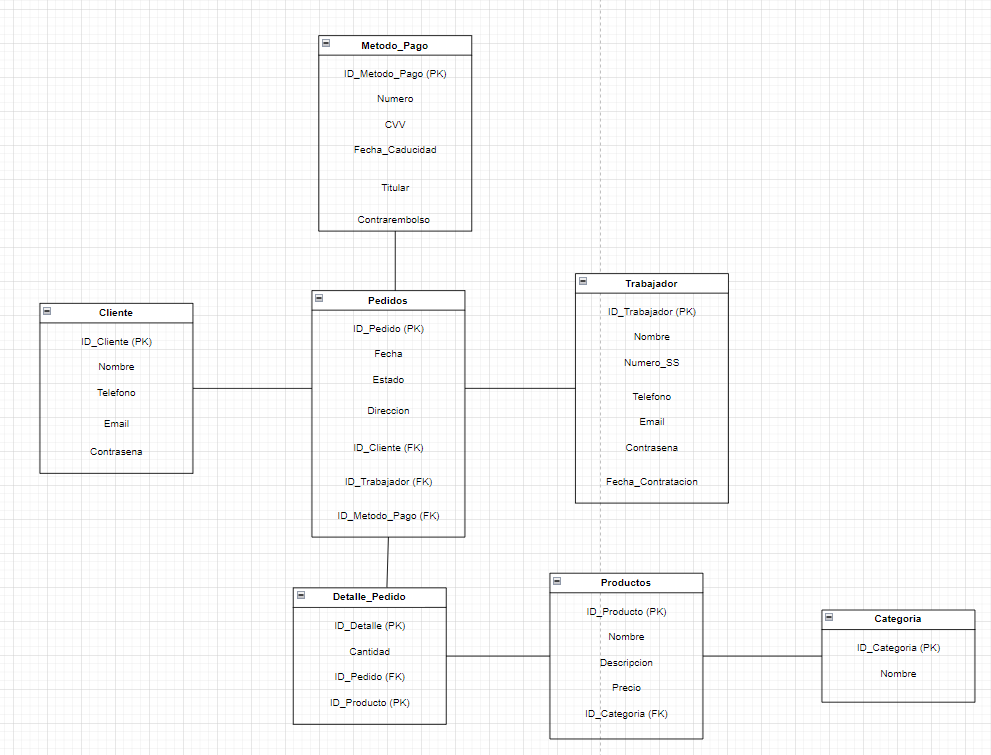 Metodo_Pago
ID_Metodo_Pago (PK)
Numero
CVV
Fecha_Caducidad
Titular
Contrarembolso
Cliente
ID_Cliente (PK)
Nombre
Telefono
Email
Contrasena
Pedidos
ID_Pedido (PK)
Fecha
Estado
Direccion
ID_Cliente (FK)
ID_Trabajador (FK)
ID_Metodo_Pago (FK)
Trabajador
ID_Trabajador (PK)
Nombre
Numero_SS
Telefono
Email
Contrasena
Fecha_Contratacion
Detalle_Pedido
ID_Detalle (PK)
Cantidad
ID_Pedido (FK)
ID_Producto (PK)
Productos
ID_Producto (PK)
Nombre
Descripcion
Precio
ID_Categoria (FK)
Categoria
ID_Categoria (PK)
Nombre